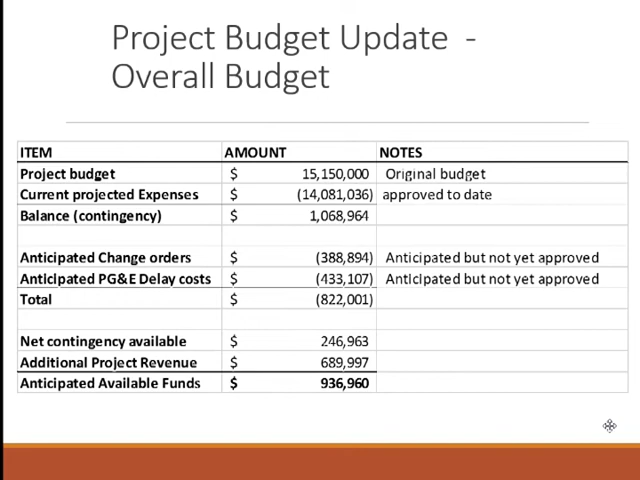 Project Budget Update -
Overall Budget
ITEM AMOUNT NOTES
Project budget $ 15,150,000 Original budget
Current projected Expenses $ (14,081,036) approved to date
Balance (contingency) $ 1,068,964
Anticipated Change orders $ (388,894) Anticipated but not yet approved
Anticipated PG&E Delay costs $ (433,107) Anticipated but not yet approved
Total $ (822,001)
Net contingency available $ 246,963
Additional Project Revenue $ 689,997
Anticipated Available Funds $ 936,960